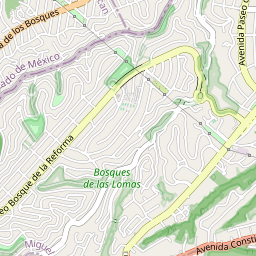 a de los Bosques
ado de México
Avenida Paseo d
eo Bosque de la Reforma
Bosques
de las Lomas
Miguel
Avenida Consti